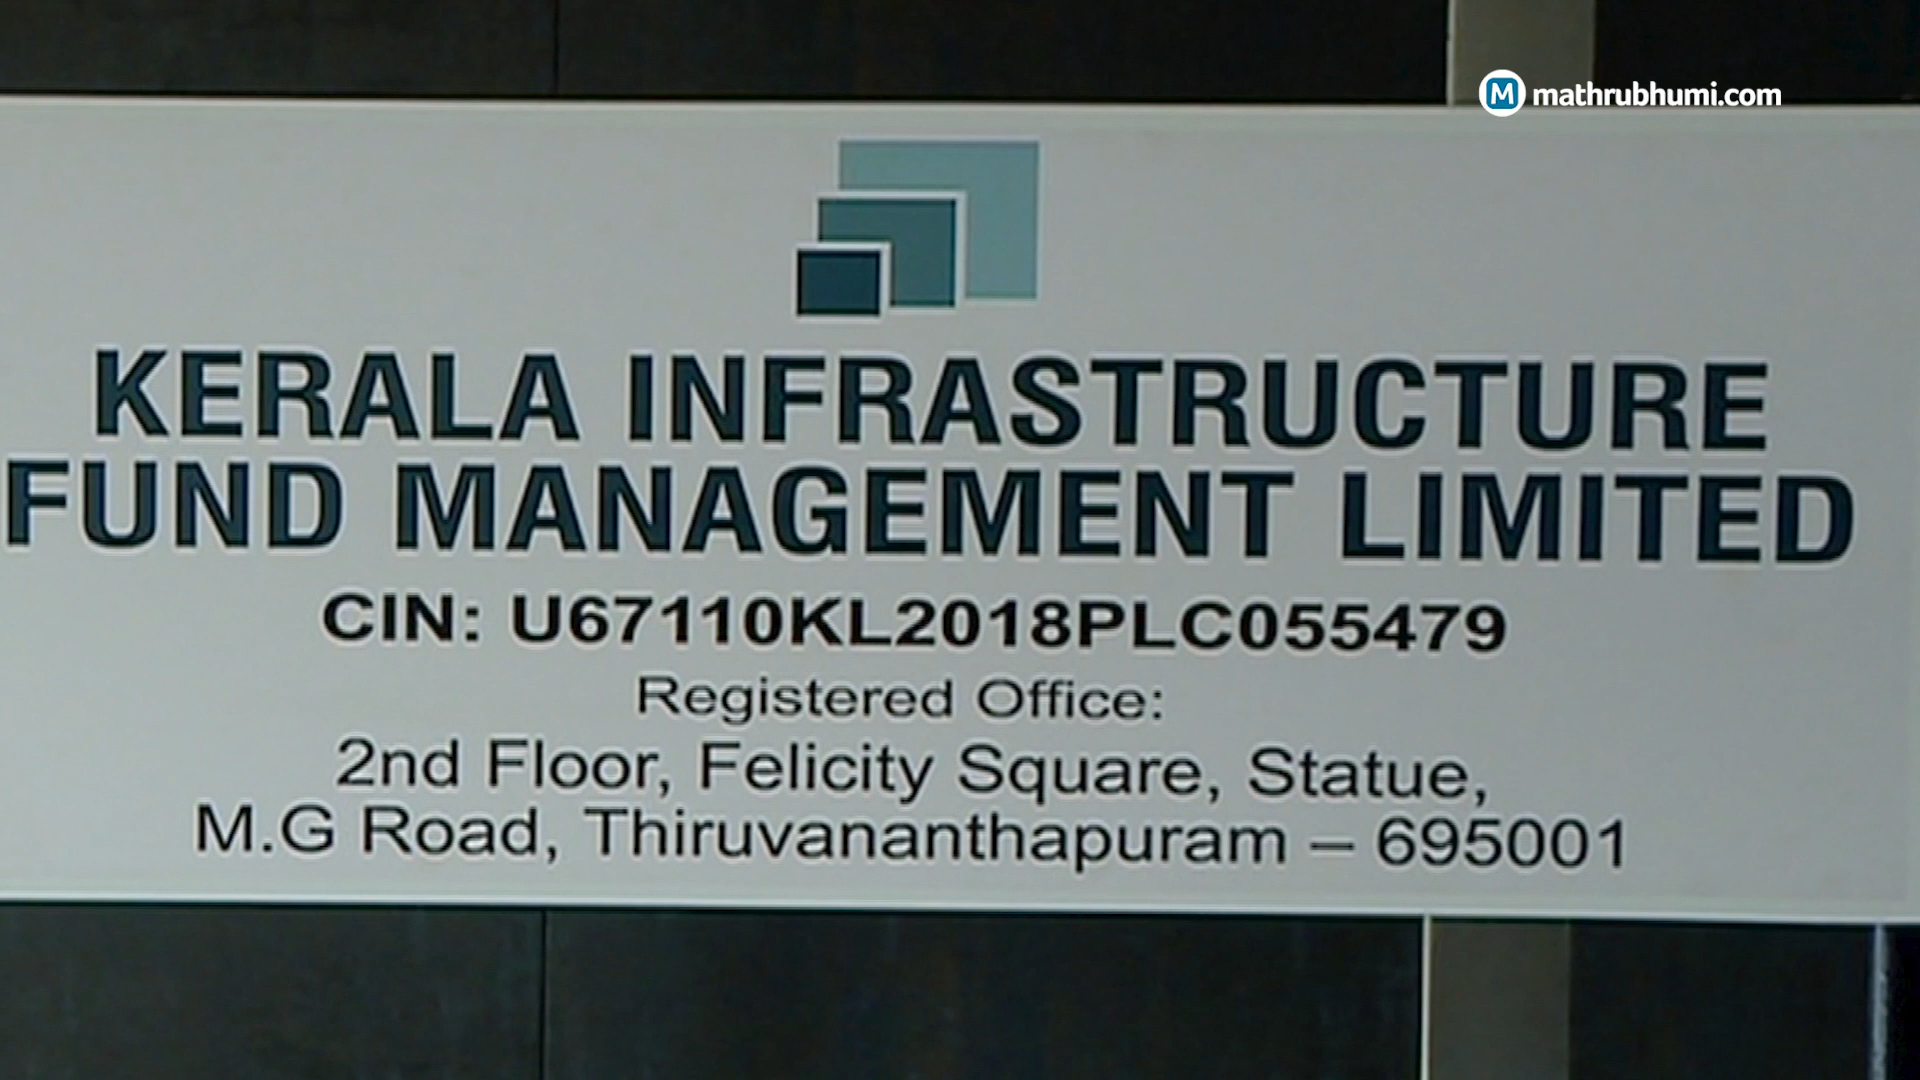 M mathrubhumi.com
KERALA INFRASTRUCTURE
FUND MANAGEMENT LIMITED
CIN: U67110KL2018PLC055479
Registered Office:
2nd Floor, Felicity Square, Statue,
M.G Road, Thiruvananthapuram – 695001